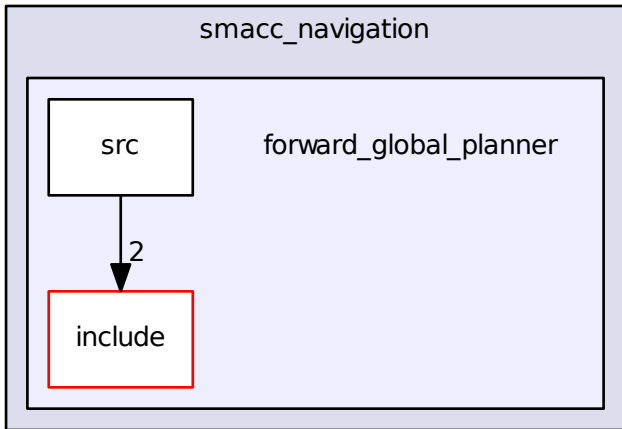 smacc_navigation
src
forward_global_planner
2
include